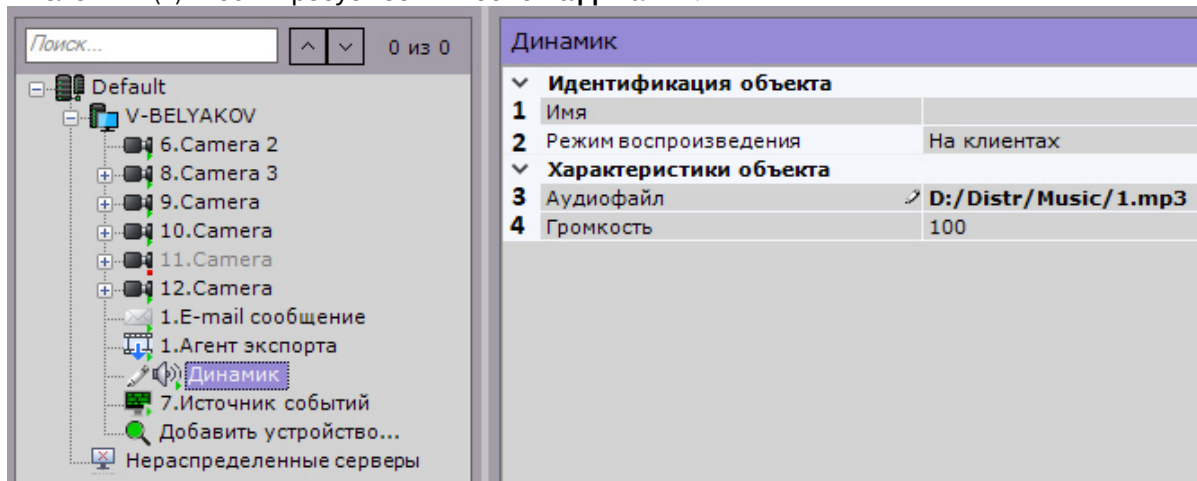 Поиск...
0 из 0
Default
V-BELYAKOV
6.Camera 2
8.Camera 3
9.Camera
10.Camera
11.Camera
12.Camera
1.E-mail сообщение
1.Агент экспорта
Динамик
7.Источник событий
Добавить устройство...
Нераспределенные серверы
Динамик
Идентификация объекта
1 Имя
2 Режим воспроизведения На клиентах
Характеристики объекта
3 Аудиофайл D:/Distr/Music/1.mp3
4 Громкость 100